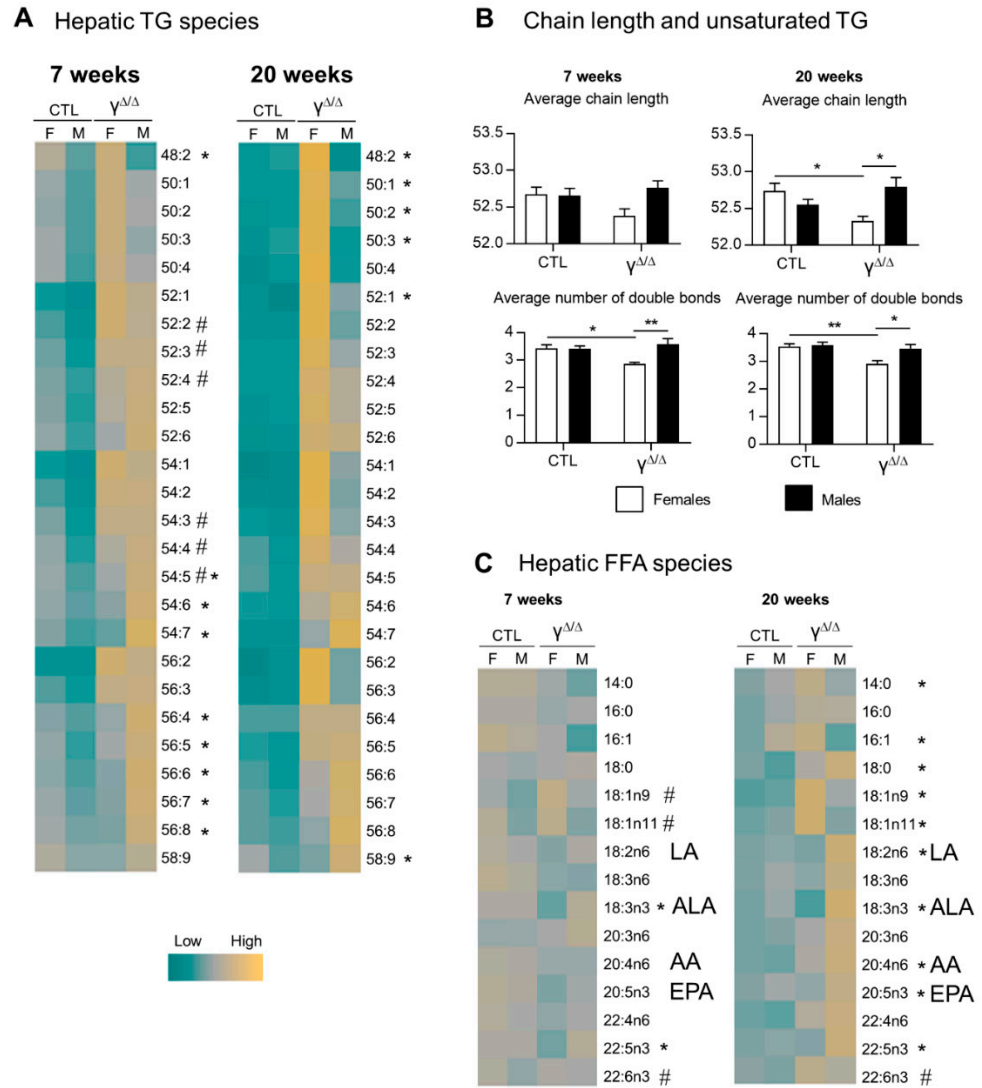 A Hepatic TG species
7 weeks 20 weeks
CTL γΔ/Δ CTL γΔ/Δ
F M F M F M F M
48:2 * 48:2 *
50:1 50:1 *
50:2 50:2 *
50:3 50:3 *
50:4 50:4
52:1 52:1 *
52:2 # 52:2
52:3 # 52:3
52:4 # 52:4
52:5 52:5
52:6 52:6
54:1 54:1
54:2 54:2
54:3 # 54:3
54:4 # 54:4
54:5 # * 54:5
54:6 * 54:6
54:7 * 54:7
56:2 56:2
56:3 56:3
56:4 * 56:4
56:5 * 56:5
56:6 * 56:6
56:7 * 56:7
56:8 * 56:8
58:9 58:9 *
Low High
B Chain length and unsaturated TG
7 weeks
Average chain length
53.5
53.0
52.5
52.0
CTL γΔ/Δ
20 weeks
Average chain length
53.5
53.0
52.5
52.0
* *
CTL γΔ/Δ
Average number of double bonds
4
3
2
1
0
* **
CTL γΔ/Δ
Average number of double bonds
4
3
2
1
0
** *
CTL γΔ/Δ
Females Males
C Hepatic FFA species
7 weeks 20 weeks
CTL γΔ/Δ CTL γΔ/Δ
F M F M F M F M
14:0 14:0 *
16:0 16:0
16:1 16:1 *
18:0 18:0 *
18:1n9 # 18:1n9 *
18:1n11 # 18:1n11 *
18:2n6 LA 18:2n6 * LA
18:3n6 18:3n6
18:3n3 * ALA 18:3n3 * ALA
20:3n6 20:3n6
20:4n6 AA 20:4n6 * AA
20:5n3 EPA 20:5n3 * EPA
22:4n6 22:4n6
22:5n3 * 22:5n3 *
22:6n3 # 22:6n3 #